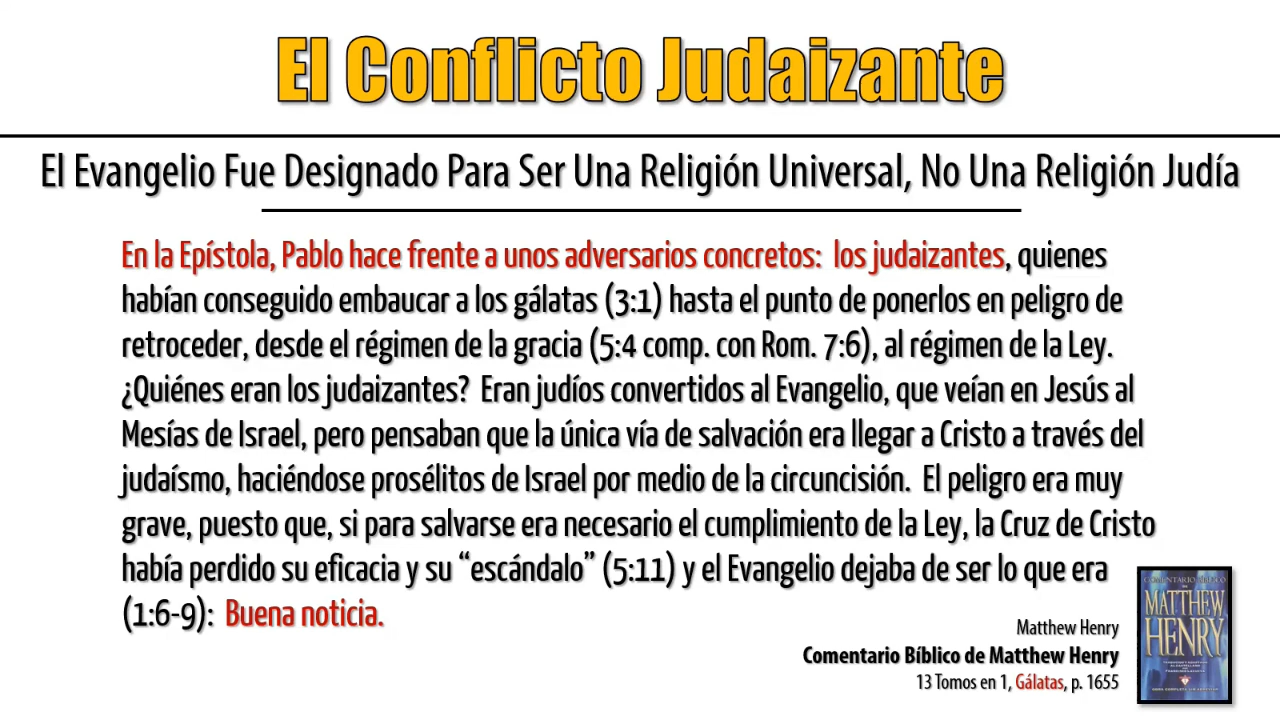 El Conflicto Judaizante
El Evangelio Fue Designado Para Ser Una Religión Universal, No Una Religión Judía
En la Epístola, Pablo hace frente a unos adversarios concretos: los judaizantes, quienes
habían conseguido embaucar a los gálatas (3:1) hasta el punto de ponerlos en peligro de
retroceder, desde el régimen de la gracia (5:4 comp. con Rom. 7:6), al régimen de la Ley.
¿Quiénes eran los judaizantes? Eran judíos convertidos al Evangelio, que veían en Jesús al
Mesías de Israel, pero pensaban que la única vía de salvación era llegar a Cristo a través del
judaísmo, haciéndose prosélitos de Israel por medio de la circuncisión. El peligro era muy
grave, puesto que, si para salvarse era necesario el cumplimiento de la Ley, la Cruz de Cristo
había perdido su eficacia y su “escándalo” (5:11) y el Evangelio dejaba de ser lo que era
(1:6-9): Buena noticia.
Matthew Henry
Comentario Bíblico de Matthew Henry
13 Tomos en 1, Gálatas, p. 1655
COMENTARIO BÍBLICO
MATTHEW
HENRY